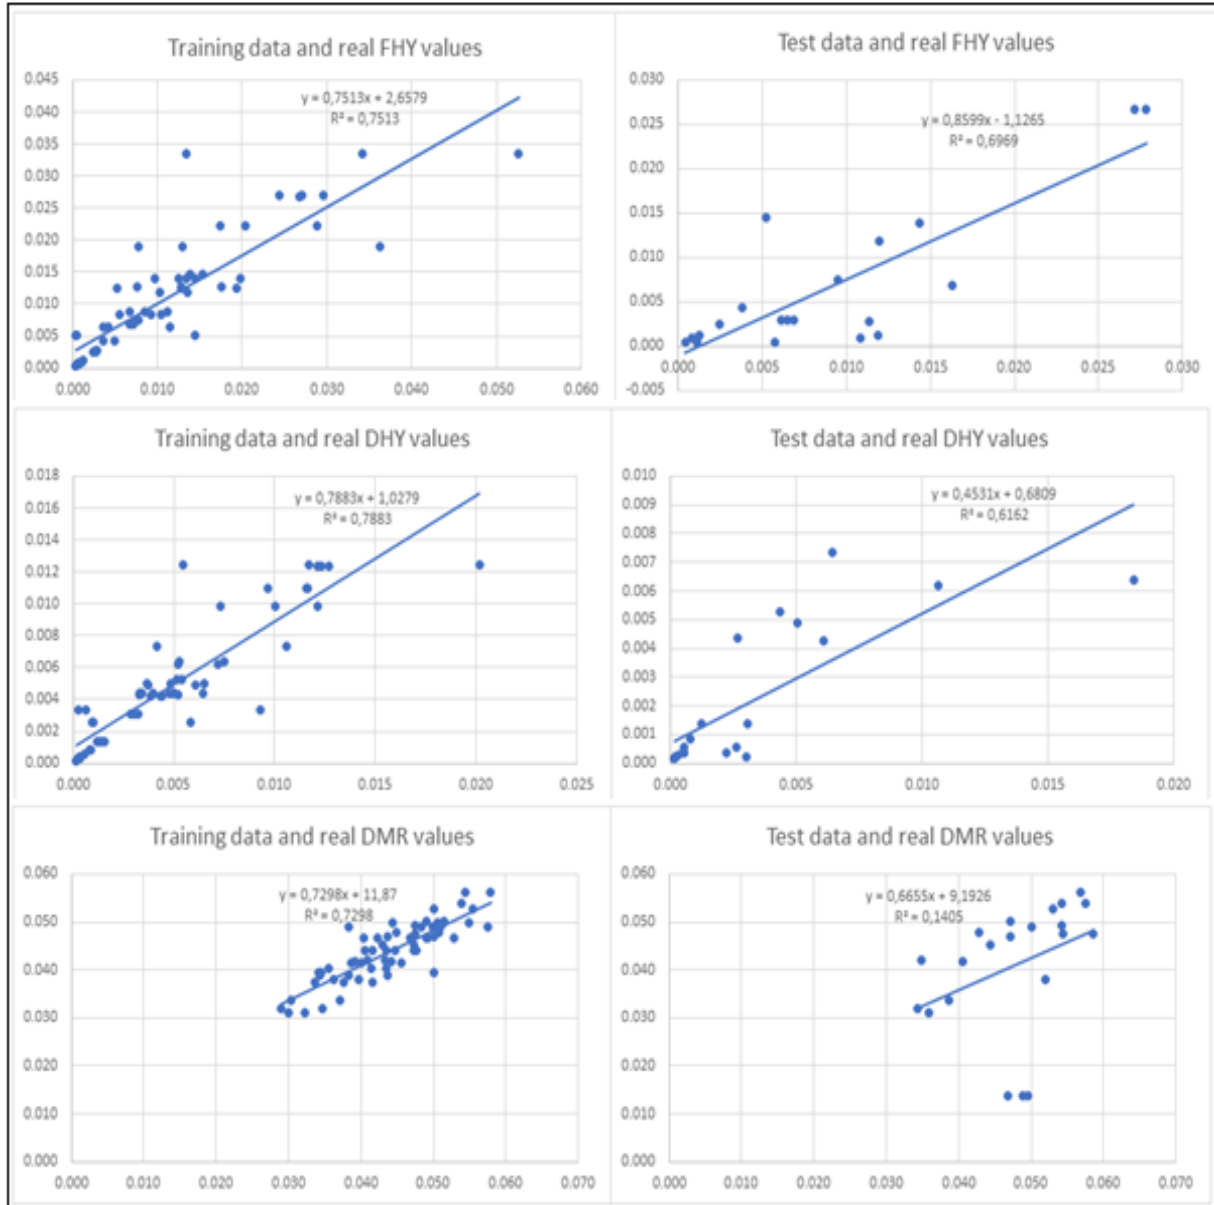 Training data and real FHY values
y = 0,7513x + 2,6579
R² = 0,7513
0.045
0.040
0.035
0.030
0.025
0.020
0.015
0.010
0.005
0.000
0.000 0.010 0.020 0.030 0.040 0.050 0.060
Test data and real FHY values
y = 0,8599x - 1,1265
R² = 0,6969
0.030
0.025
0.020
0.015
0.010
0.005
0.000
-0.005
0.000 0.005 0.010 0.015 0.020 0.025 0.030
Training data and real DHY values
y = 0,7883x + 1,0279
R² = 0,7883
0.018
0.016
0.014
0.012
0.010
0.008
0.006
0.004
0.002
0.000
0.000 0.005 0.010 0.015 0.020 0.025
Test data and real DHY values
y = 0,4531x + 0,6809
R² = 0,6162
0.010
0.009
0.008
0.007
0.006
0.005
0.004
0.003
0.002
0.001
0.000
0.000 0.005 0.010 0.015 0.020
Training data and real DMR values
y = 0,7298x + 11,87
R² = 0,7298
0.060
0.050
0.040
0.030
0.020
0.010
0.000
0.000 0.010 0.020 0.030 0.040 0.050 0.060 0.070
Test data and real DMR values
y = 0,6655x + 9,1926
R² = 0,1405
0.060
0.050
0.040
0.030
0.020
0.010
0.000
0.000 0.010 0.020 0.030 0.040 0.050 0.060 0.070